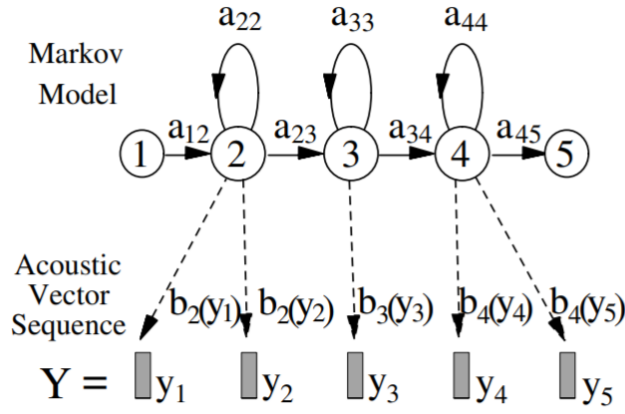 a22 a33 a44
Markov
Model
a12 a23 a34 a45
1 2 3 4 5
Acoustic
Vector
Sequence
b2(y1) b2(y2) b3(y3) b4(y4) b4(y5)
Y = y1 y2 y3 y4 y5